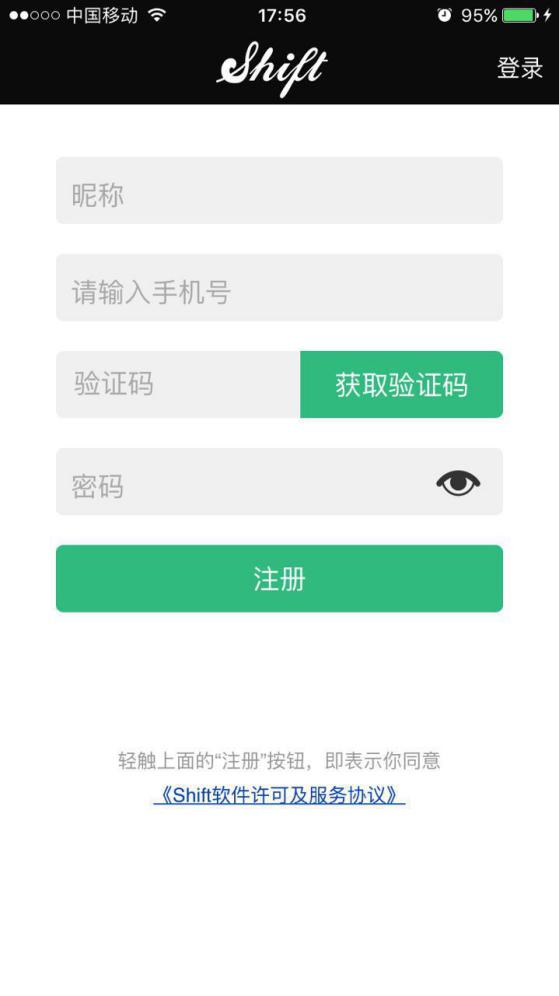 中国移动 17:56 95%
Shift 登录
昵称
请输入手机号
验证码 获取验证码
密码
注册
轻触上面的“注册”按钮，即表示你同意
《Shift软件许可及服务协议》